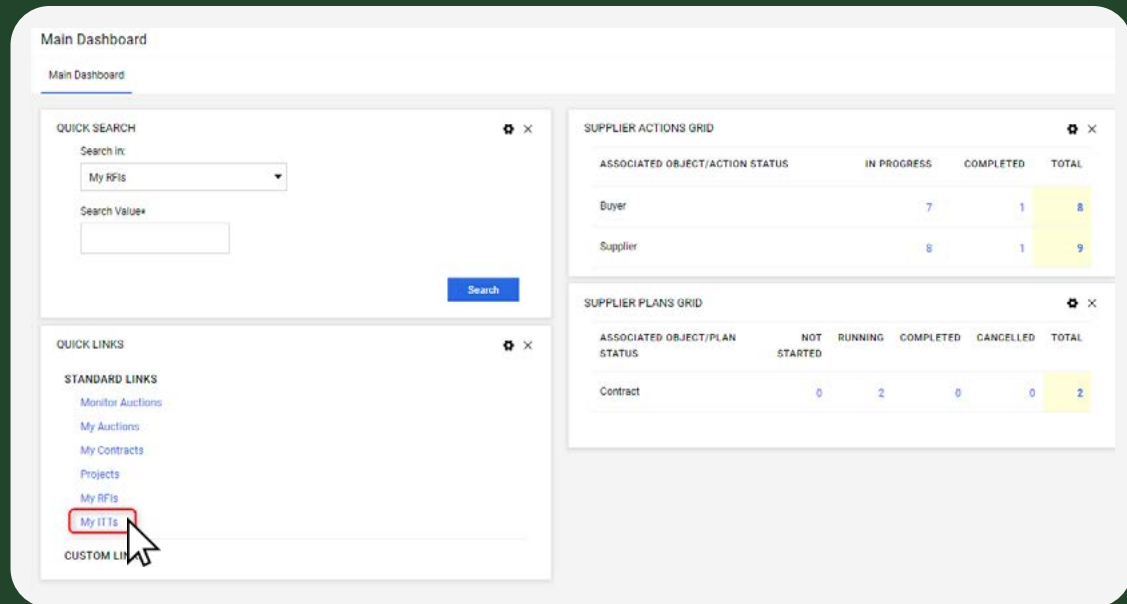 Main Dashboard
Main Dashboard
QUICK SEARCH
Search in:
My RFIs
Search Value*
Search
QUICK LINKS
STANDARD LINKS
Monitor Auctions
My Auctions
My Contracts
Projects
My RFIs
My ITTs
CUSTOM
SUPPLIER ACTIONS GRID
ASSOCIATED OBJECT/ACTION STATUS IN PROGRESS COMPLETED TOTAL
Buyer 7 1 8
Supplier 8 1 9
SUPPLIER PLANS GRID
ASSOCIATED OBJECT/PLAN NOT RUNNING COMPLETED CANCELLED TOTAL
STATUS STARTED
Contract 0 2 0 0 2